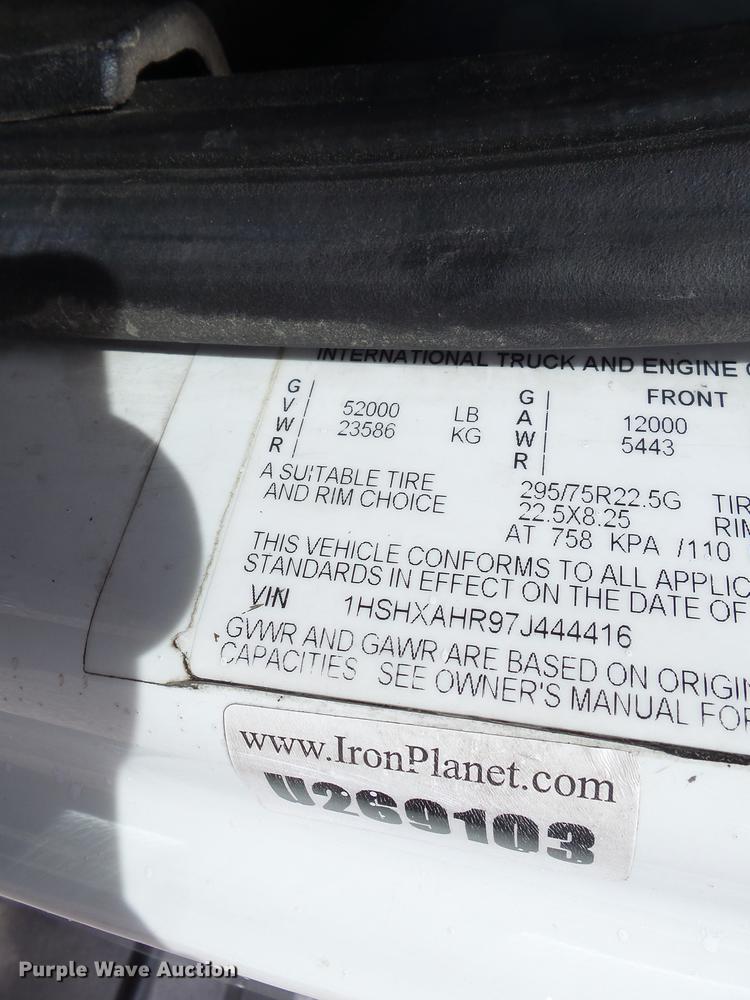 INTERNATIONAL TRUCK AND ENGINE
GVWR 52000 LB GAWR FRONT 12000
23586 KG 5443
A SUITABLE TIRE 295/75R22.5G
AND RIM CHOICE 22.5X8.25
AT 758 KPA /110
THIS VEHICLE CONFORMS TO ALL
STANDARDS IN EFFECT ON THE DATE OF
VIN 1HSHXAHR97J444416
GVWR AND GAWR ARE BASED ON
CAPACITIES SEE OWNER'S MANUAL FOR
www.IronPlanet.com
U269103
Purple Wave Auction